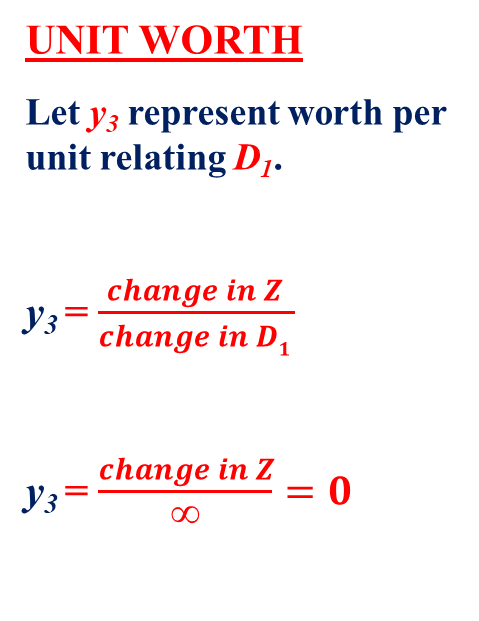 UNIT WORTH
Let y₃ represent worth per
unit relating D₁.
y₃ = change in Z / change in D₁
y₃ = change in Z / ∞ = 0